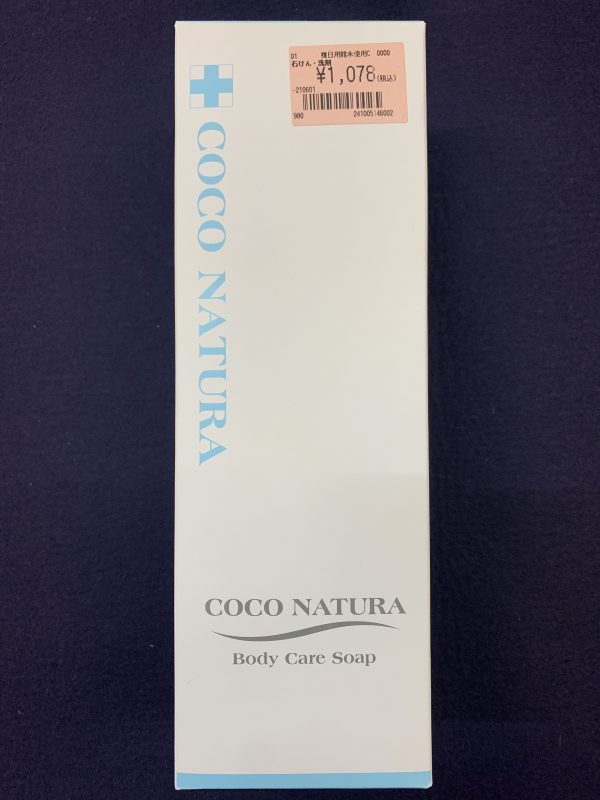 01 種日用雑未使用C 0000
石けん・洗剤
¥1,078(税込)
-210601
980 241005146002
COCO NATURA
COCO NATURA
Body Care Soap